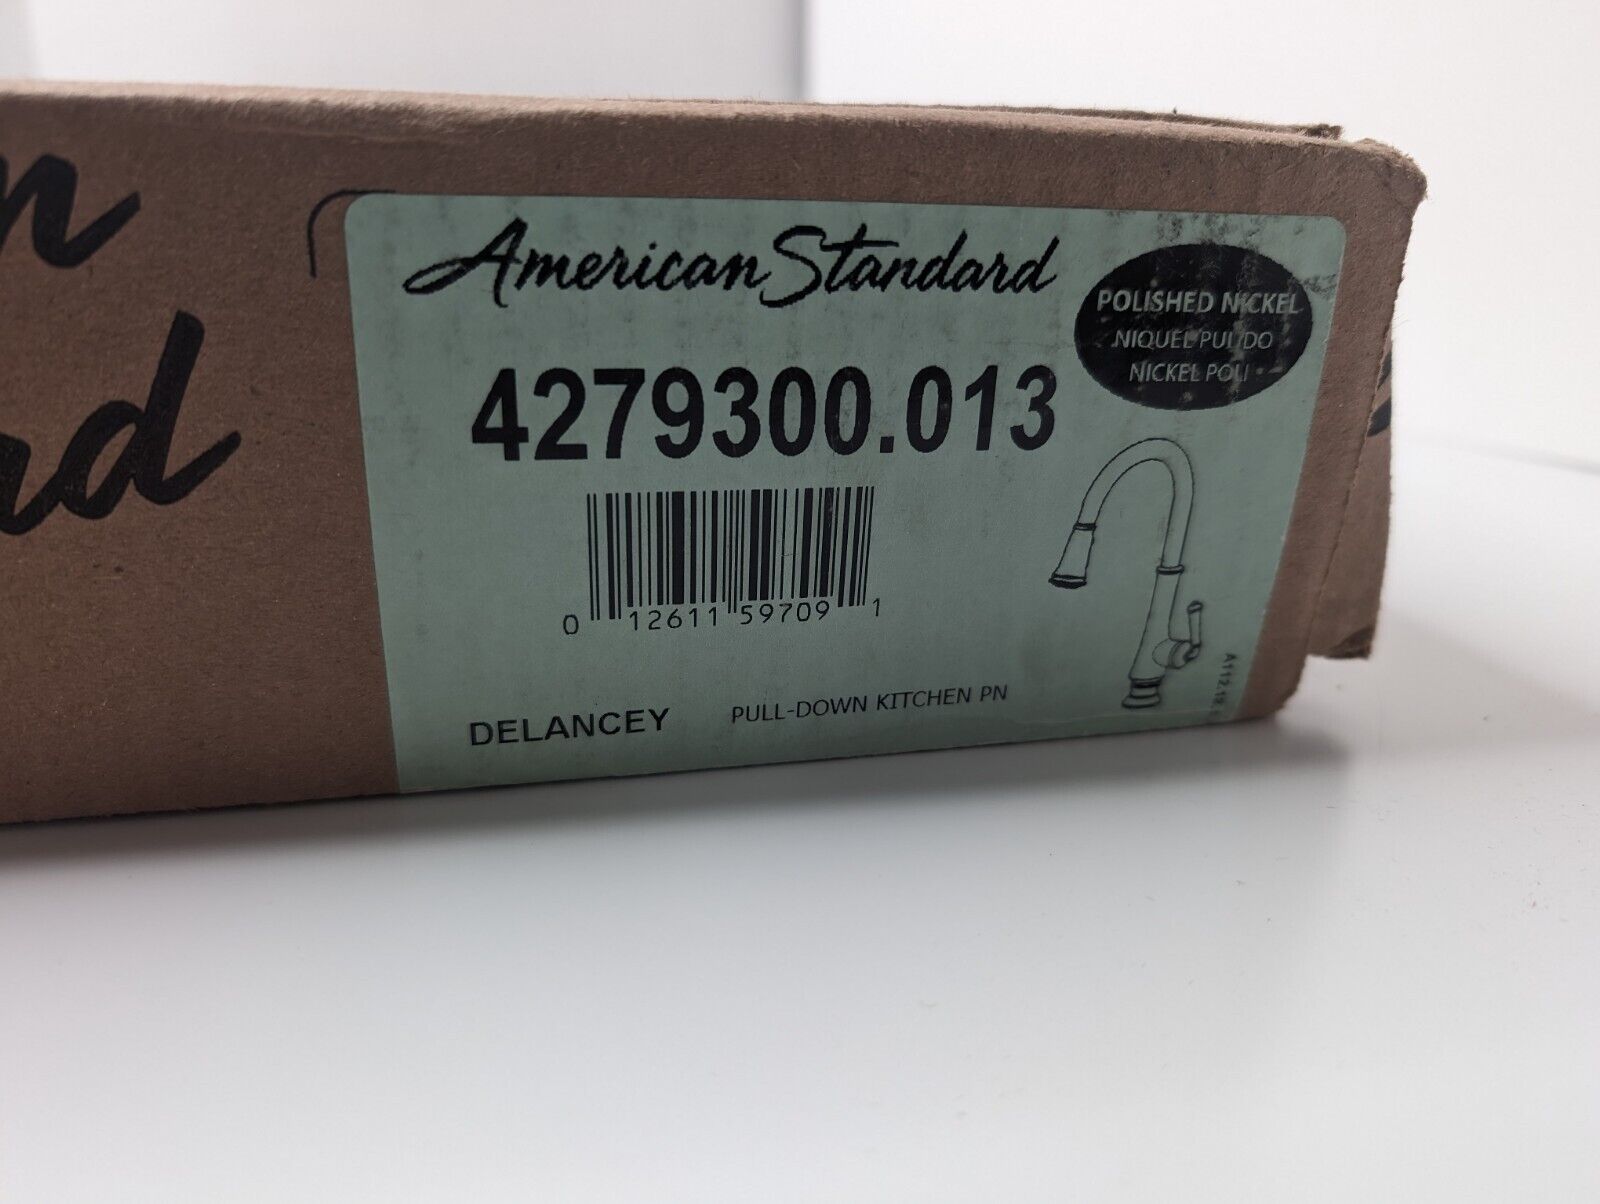 American Standard
POLISHED NICKEL
NIQUEL PULIDO
NICKEL POLI
4279300.013
0 12611 59709 1
DELANCEY PULL-DOWN KITCHEN PN